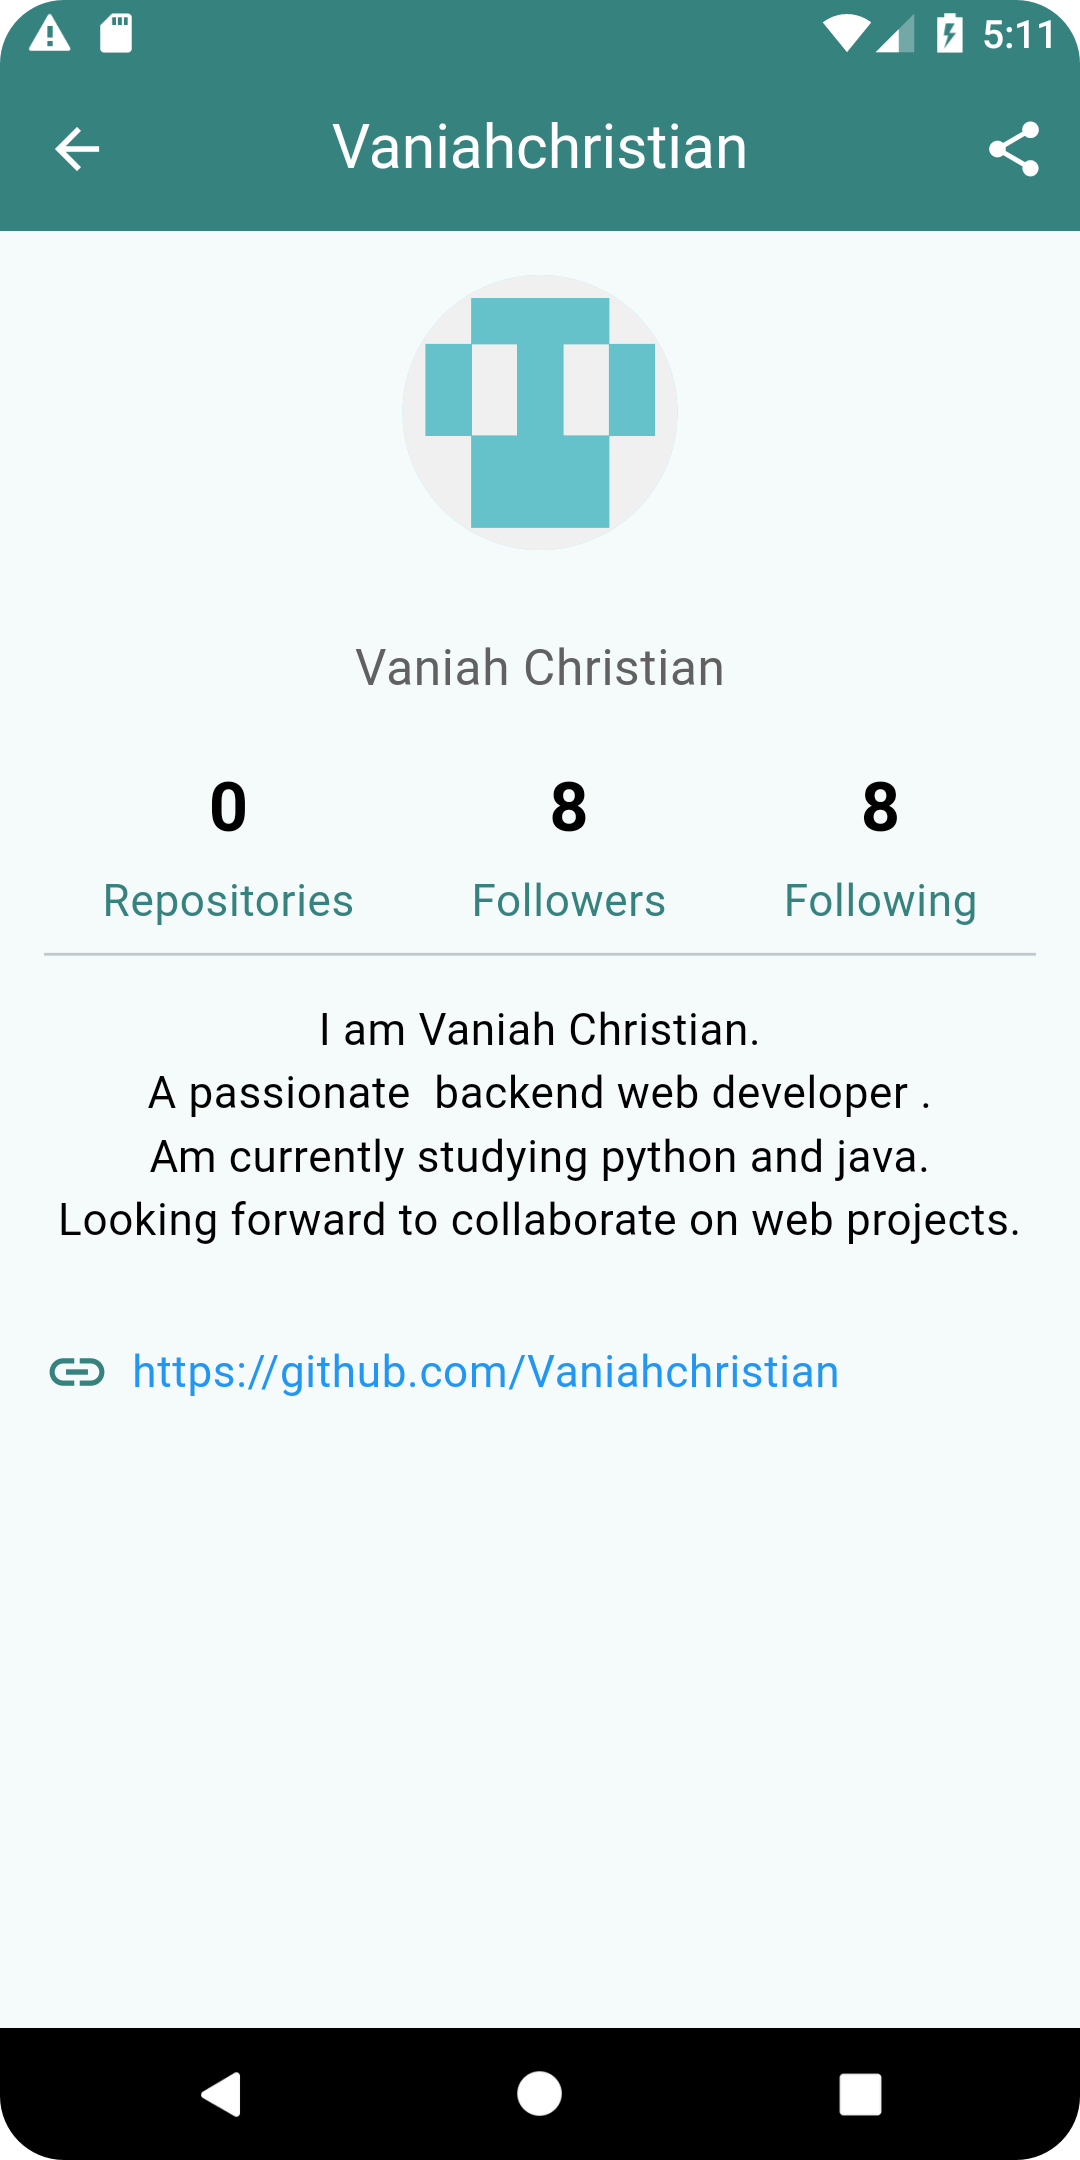 5:11
Vaniahchristian
Vaniah Christian
0 8 8
Repositories Followers Following
I am Vaniah Christian.
A passionate  backend web developer .
Am currently studying python and java.
Looking forward to collaborate on web projects.
https://github.com/Vaniahchristian